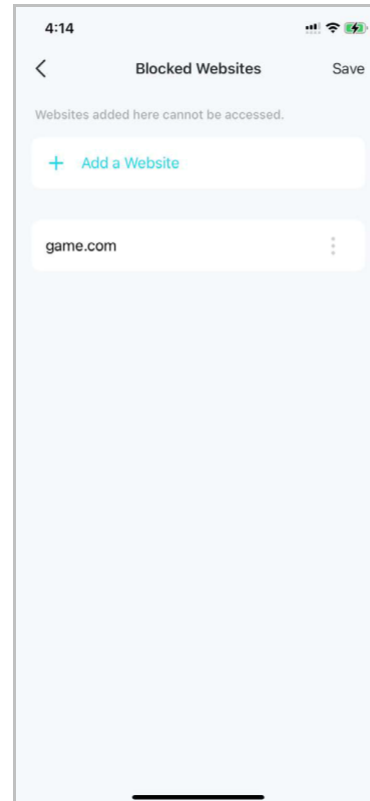 4:14
Blocked Websites
Save
Websites added here cannot be accessed.
+ Add a Website
game.com